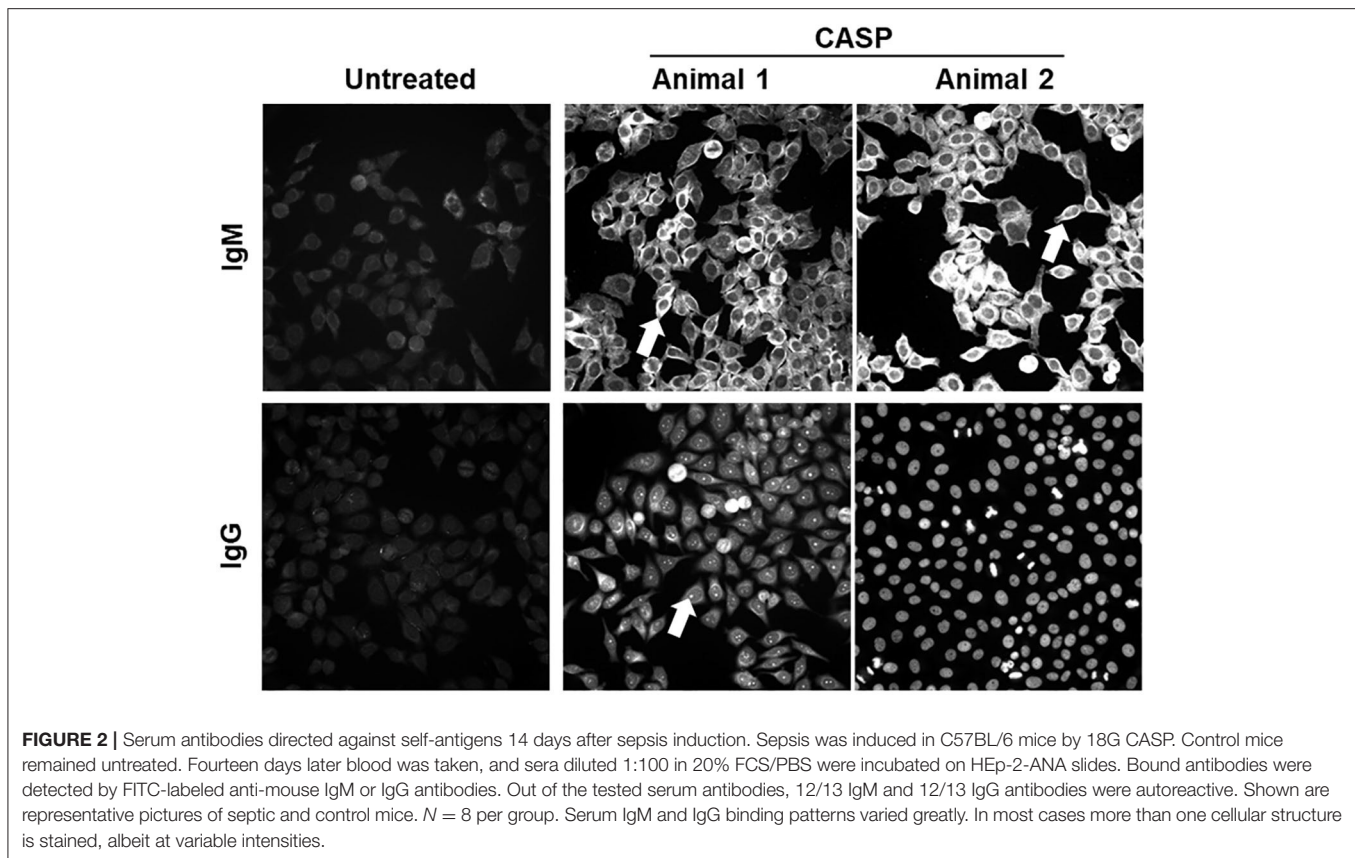 CASP
Untreated Animal 1 Animal 2
IgM
IgG
FIGURE 2 | Serum antibodies directed against self-antigens 14 days after sepsis induction. Sepsis was induced in C57BL/6 mice by 18G CASP. Control mice
remained untreated. Fourteen days later blood was taken, and sera diluted 1:100 in 20% FCS/PBS were incubated on HEp-2-ANA slides. Bound antibodies were
detected by FITC-labeled anti-mouse IgM or IgG antibodies. Out of the tested serum antibodies, 12/13 IgM and 12/13 IgG antibodies were autoreactive. Shown are
representative pictures of septic and control mice. N = 8 per group. Serum IgM and IgG binding patterns varied greatly. In most cases more than one cellular structure
is stained, albeit at variable intensities.